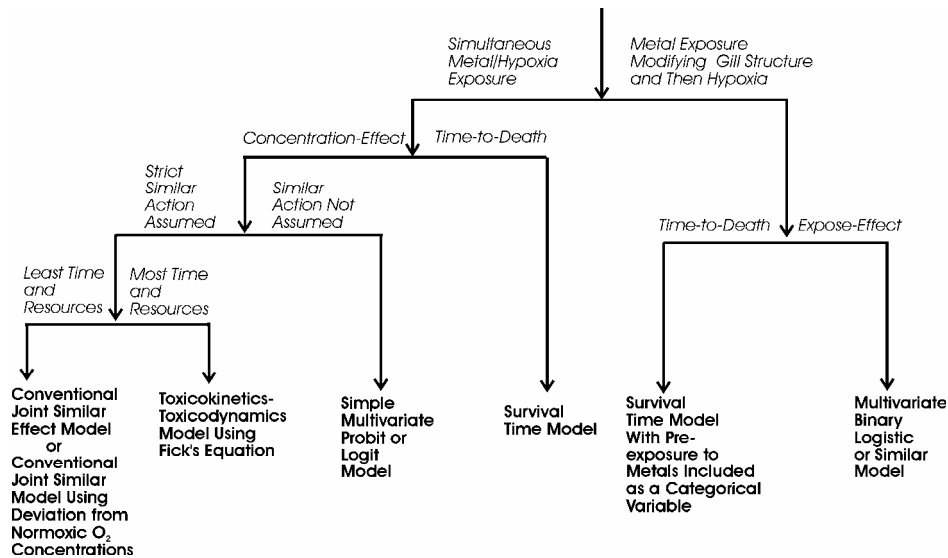 Simultaneous
Metal/Hypoxia
Exposure
Metal Exposure
Modifying Gill Structure
and Then Hypoxia
Concentration-Effect
Time-to-Death
Strict
Similar
Action
Assumed
Similar
Action Not
Assumed
Time-to-Death
Expose-Effect
Least Time
and
Resources
Most Time
and
Resources
Conventional
Joint Similar
Effect Model
or
Conventional
Joint Similar
Model Using
Deviation from
Normoxic O₂
Concentrations
Toxicokinetics-
Toxicodynamics
Model Using
Fick's Equation
Simple
Multivariate
Probit or
Logit
Model
Survival
Time Model
Survival
Time Model
With Pre-
exposure to
Metals Included
as a Categorical
Variable
Multivariate
Binary
Logistic
or Similar
Model